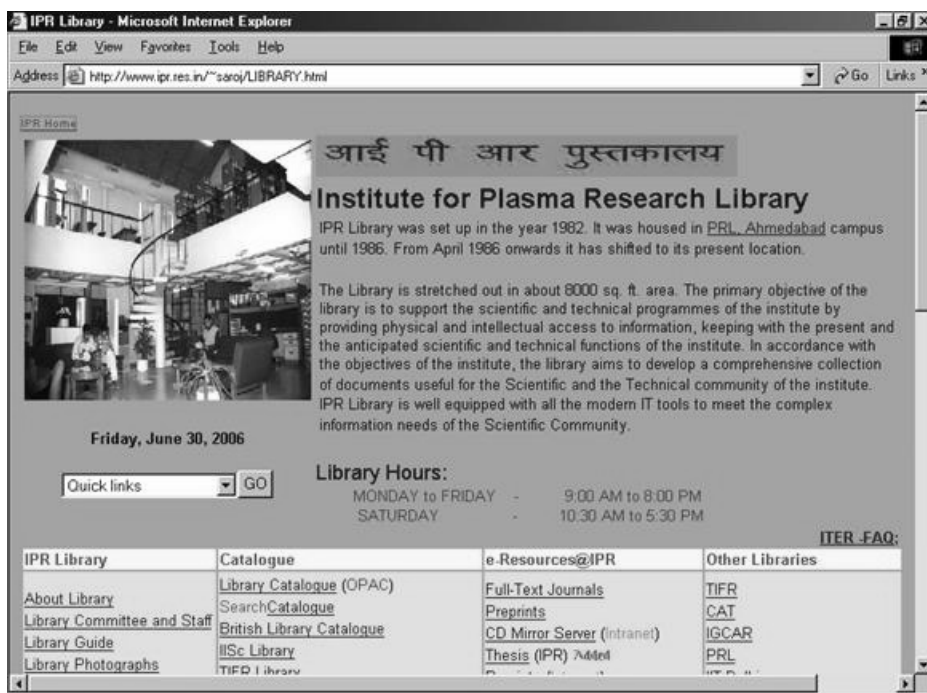 IPR Library - Microsoft Internet Explorer
File Edit View Favorites Tools Help
Address http://www.ipr.res.in/~saroj/LIBRARY.html Go Links
IPR Home
आई पी आर पुस्तकालय
Institute for Plasma Research Library
IPR Library was set up in the year 1982. It was housed in PRL, Ahmedabad campus
until 1986. From April 1986 onwards it has shifted to its present location.
The Library is stretched out in about 8000 sq. ft. area. The primary objective of the
library is to support the scientific and technical programmes of the institute by
providing physical and intellectual access to information, keeping with the present and
the anticipated scientific and technical functions of the institute. In accordance with
the objectives of the institute, the library aims to develop a comprehensive collection
of documents useful for the Scientific and the Technical community of the institute.
IPR Library is well equipped with all the modern IT tools to meet the complex
information needs of the Scientific Community.
Friday, June 30, 2006
Quick links GO
Library Hours:
MONDAY to FRIDAY - 9:00 AM to 8:00 PM
SATURDAY - 10:30 AM to 5:30 PM
ITER -FAQ:
IPR Library Catalogue e-Resources@IPR Other Libraries
About Library
Library Committee and Staff
Library Guide
Library Photographs
Library Catalogue (OPAC)
SearchCatalogue
British Library Catalogue
IISc Library
TIFR Library
Full-Text Journals
Preprints
CD Mirror Server (Intranet)
Thesis (IPR) Added
TIFR
CAT
IGCAR
PRL